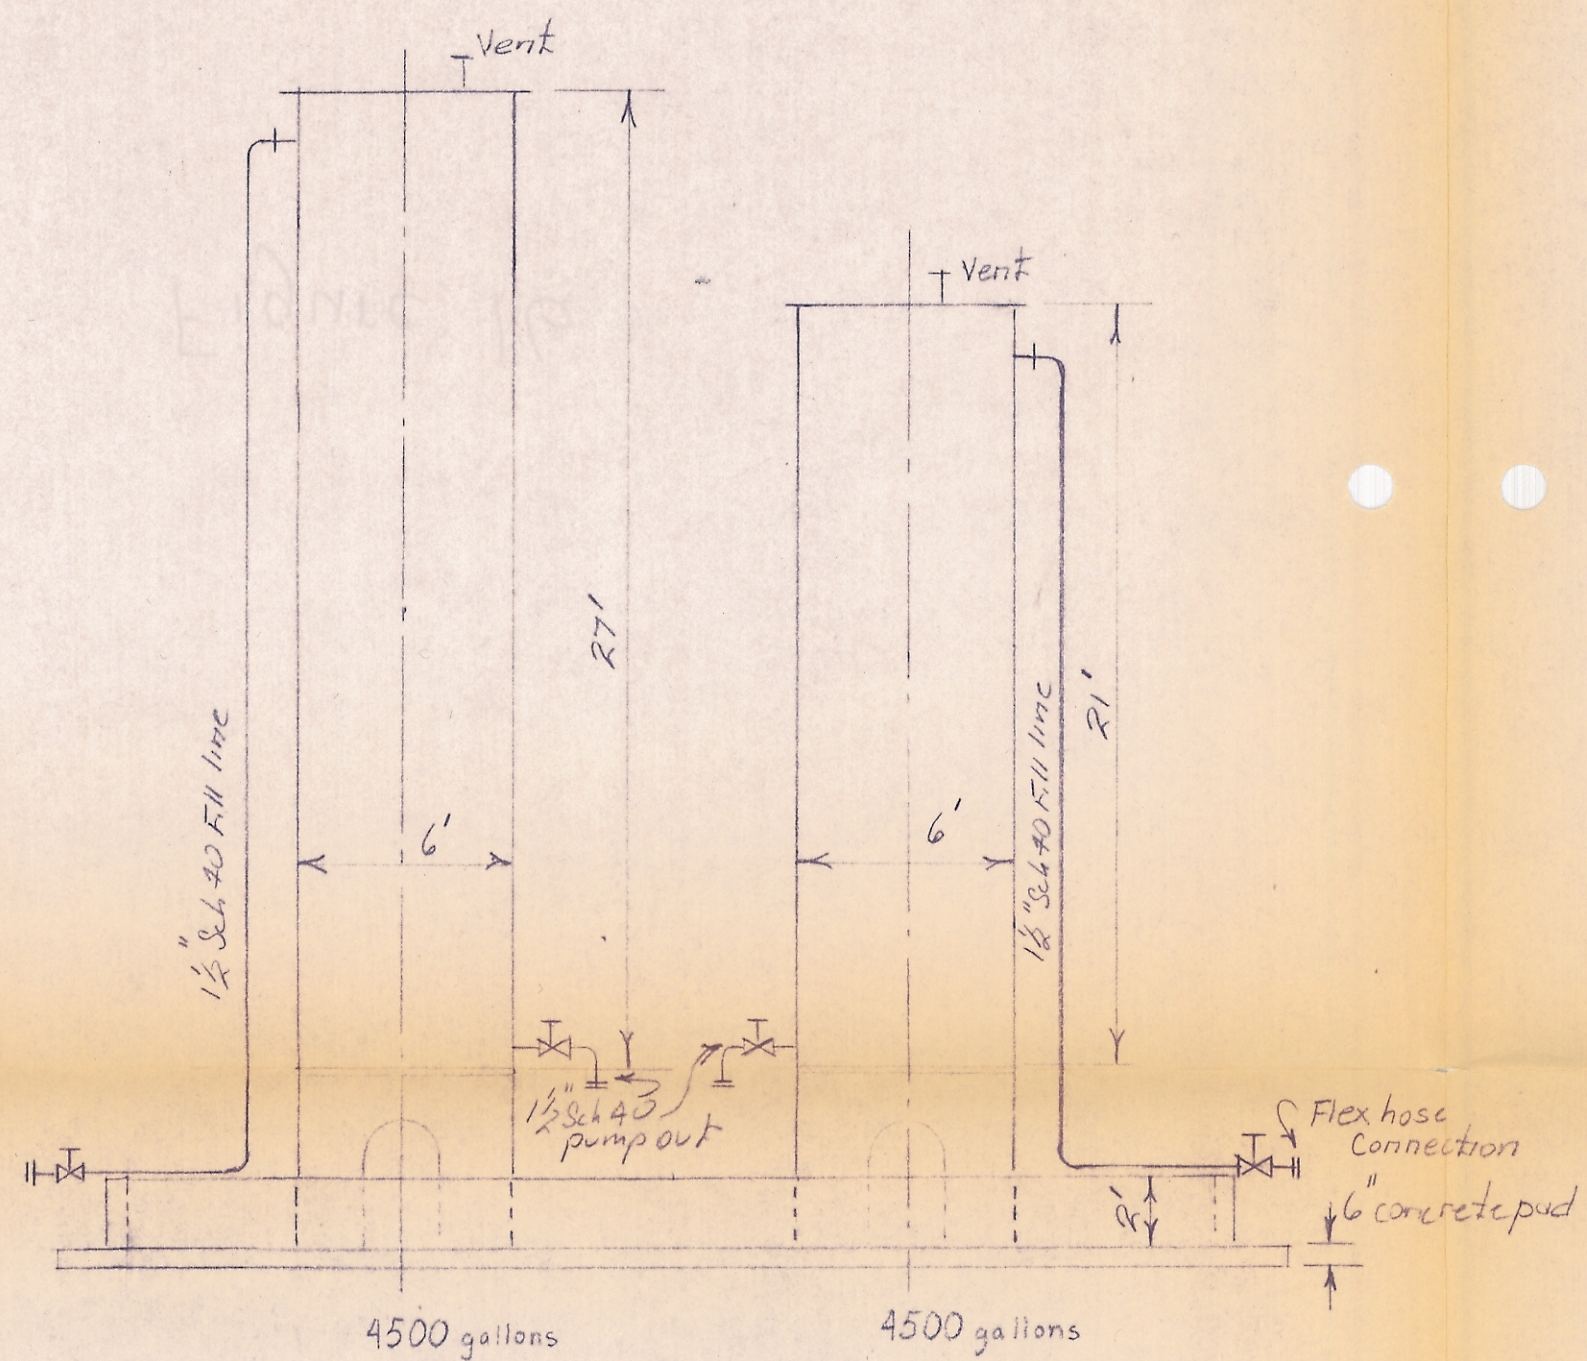 Vent
Vent
27'
21'
6'
6'
1½" Sch 40 Fill line
1½" Sch 40 Fill line
1½" Sch 40
pump out
Flex hose
Connection
2'
6" concrete pad
4500 gallons
4500 gallons